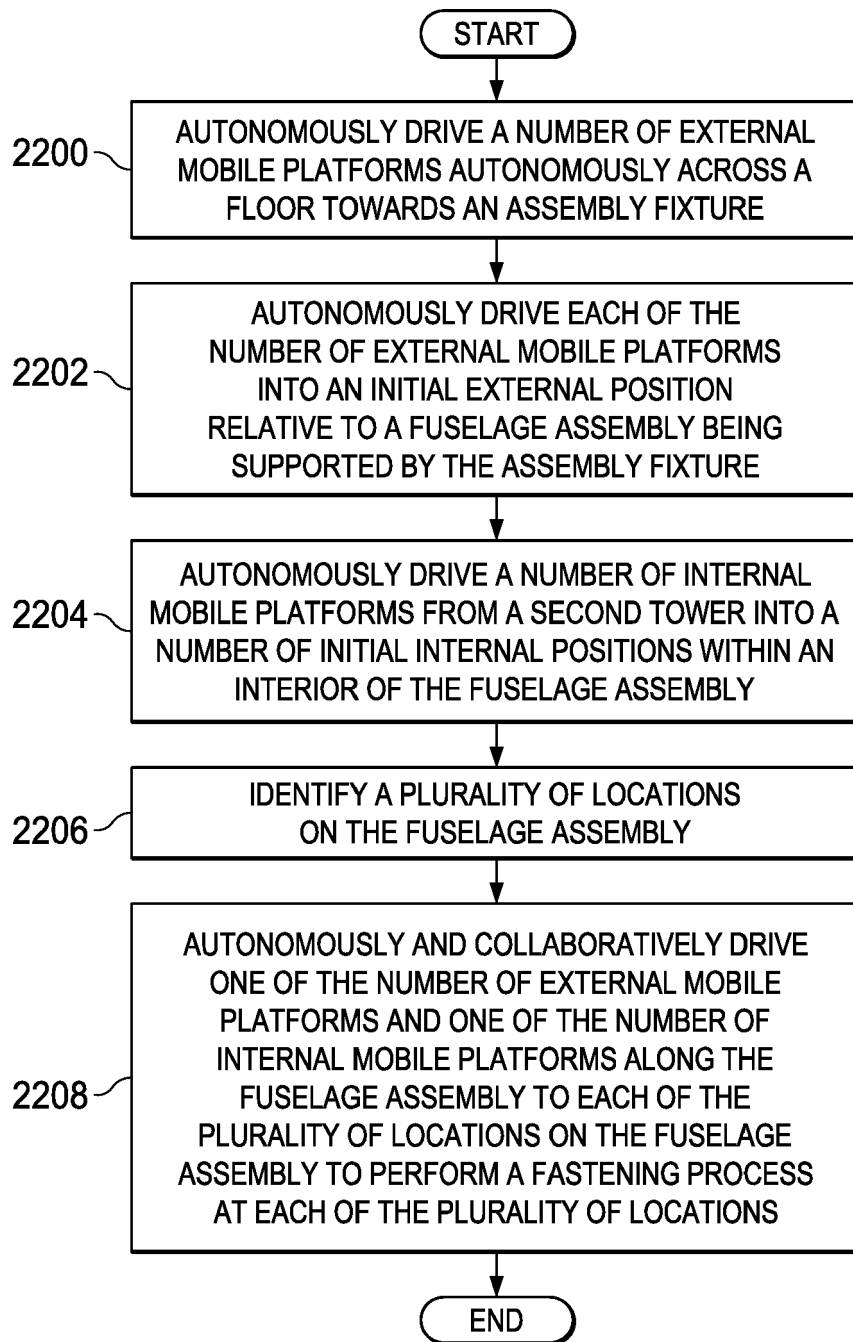 START
2200
AUTONOMOUSLY DRIVE A NUMBER OF EXTERNAL
MOBILE PLATFORMS AUTONOMOUSLY ACROSS A
FLOOR TOWARDS AN ASSEMBLY FIXTURE
2202
AUTONOMOUSLY DRIVE EACH OF THE
NUMBER OF EXTERNAL MOBILE PLATFORMS
INTO AN INITIAL EXTERNAL POSITION
RELATIVE TO A FUSELAGE ASSEMBLY BEING
SUPPORTED BY THE ASSEMBLY FIXTURE
2204
AUTONOMOUSLY DRIVE A NUMBER OF INTERNAL
MOBILE PLATFORMS FROM A SECOND TOWER INTO A
NUMBER OF INITIAL INTERNAL POSITIONS WITHIN AN
INTERIOR OF THE FUSELAGE ASSEMBLY
2206
IDENTIFY A PLURALITY OF LOCATIONS
ON THE FUSELAGE ASSEMBLY
2208
AUTONOMOUSLY AND COLLABORATIVELY DRIVE
ONE OF THE NUMBER OF EXTERNAL MOBILE
PLATFORMS AND ONE OF THE NUMBER OF
INTERNAL MOBILE PLATFORMS ALONG THE
FUSELAGE ASSEMBLY TO EACH OF THE
PLURALITY OF LOCATIONS ON THE FUSELAGE
ASSEMBLY TO PERFORM A FASTENING PROCESS
AT EACH OF THE PLURALITY OF LOCATIONS
END